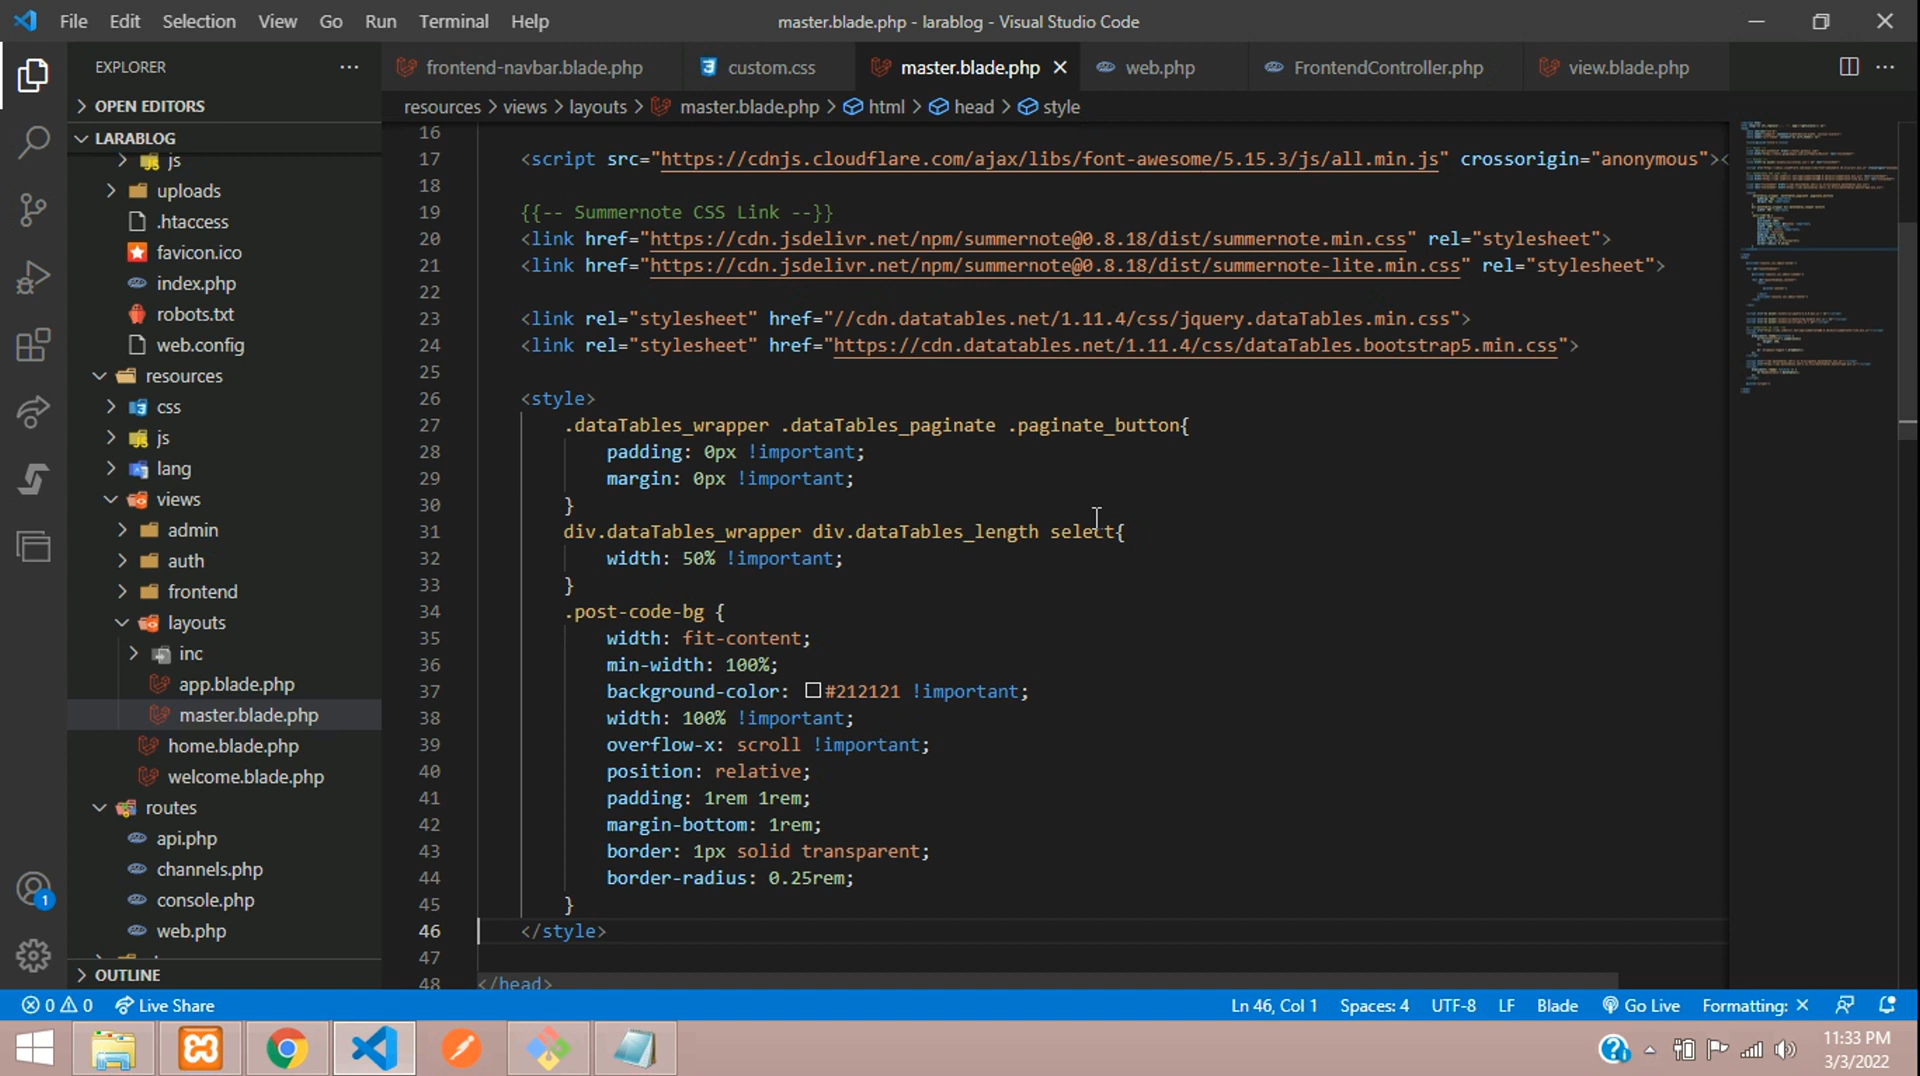 File Edit Selection View Go Run Terminal Help
master.blade.php - larablog - Visual Studio Code
EXPLORER
OPEN EDITORS
LARABLOG
js
uploads
.htaccess
favicon.ico
index.php
robots.txt
web.config
resources
css
js
lang
views
admin
auth
frontend
layouts
inc
app.blade.php
master.blade.php
home.blade.php
welcome.blade.php
routes
api.php
channels.php
console.php
web.php
OUTLINE
frontend-navbar.blade.php custom.css master.blade.php web.php FrontendController.php view.blade.php
resources > views > layouts > master.blade.php > html > head > style
16
17 <script src="https://cdnjs.cloudflare.com/ajax/libs/font-awesome/5.15.3/js/all.min.js" crossorigin="anonymous"><
18
19 {{-- Summernote CSS Link --}}
20 <link href="https://cdn.jsdelivr.net/npm/summernote@0.8.18/dist/summernote.min.css" rel="stylesheet">
21 <link href="https://cdn.jsdelivr.net/npm/summernote@0.8.18/dist/summernote-lite.min.css" rel="stylesheet">
22
23 <link rel="stylesheet" href="//cdn.datatables.net/1.11.4/css/jquery.dataTables.min.css">
24 <link rel="stylesheet" href="https://cdn.datatables.net/1.11.4/css/dataTables.bootstrap5.min.css">
25
26 <style>
27 .dataTables_wrapper .dataTables_paginate .paginate_button{
28 padding: 0px !important;
29 margin: 0px !important;
30 }
31 div.dataTables_wrapper div.dataTables_length select{
32 width: 50% !important;
33 }
34 .post-code-bg {
35 width: fit-content;
36 min-width: 100%;
37 background-color: #212121 !important;
38 width: 100% !important;
39 overflow-x: scroll !important;
40 position: relative;
41 padding: 1rem 1rem;
42 margin-bottom: 1rem;
43 border: 1px solid transparent;
44 border-radius: 0.25rem;
45 }
46 </style>
47
48 </head>
1
0 0 Live Share
Ln 46, Col 1 Spaces: 4 UTF-8 LF Blade Go Live Formatting: ×
11:33 PM
3/3/2022